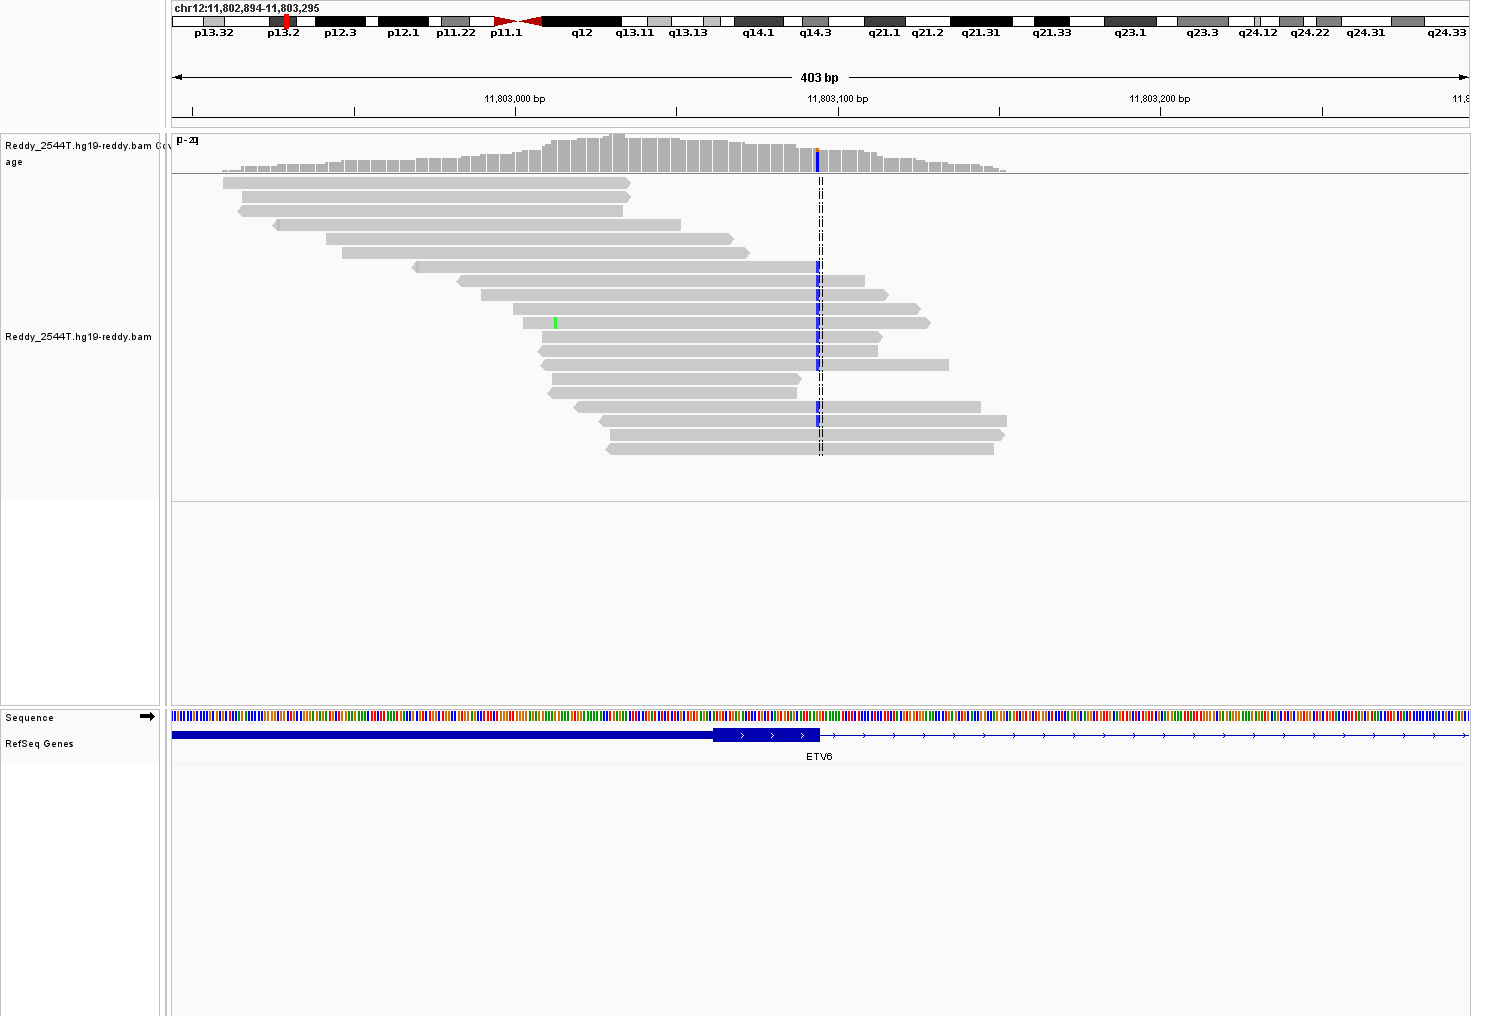 chr12:11,802,894-11,803,295
p13.32 p13.2 p12.3 p12.1 p11.22 p11.1 q12 q13.11 q13.13 q14.1 q14.3 q21.1 q21.2 q21.31 q21.33 q23.1 q23.3 q24.12 q24.22 q24.31 q24.33
403 bp
11,803,000 bp 11,803,100 bp 11,803,200 bp 11,8
[0 - 20]
Reddy_2544T.hg19-reddy.bam Cov
age
Reddy_2544T.hg19-reddy.bam
Sequence
RefSeq Genes
ETV6